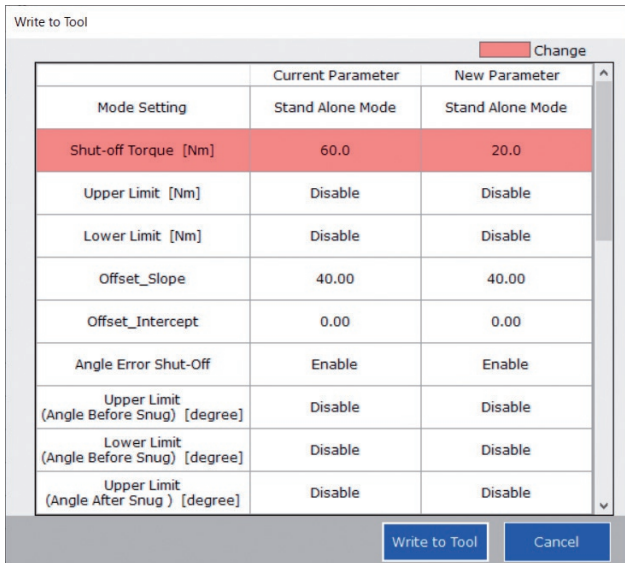 Write to Tool
Change
Current Parameter New Parameter
Mode Setting Stand Alone Mode Stand Alone Mode
Shut-off Torque [Nm] 60.0 20.0
Upper Limit [Nm] Disable Disable
Lower Limit [Nm] Disable Disable
Offset_Slope 40.00 40.00
Offset_Intercept 0.00 0.00
Angle Error Shut-Off Enable Enable
Upper Limit
(Angle Before Snug) [degree] Disable Disable
Lower Limit
(Angle Before Snug) [degree] Disable Disable
Upper Limit
(Angle After Snug ) [degree] Disable Disable
Write to Tool Cancel